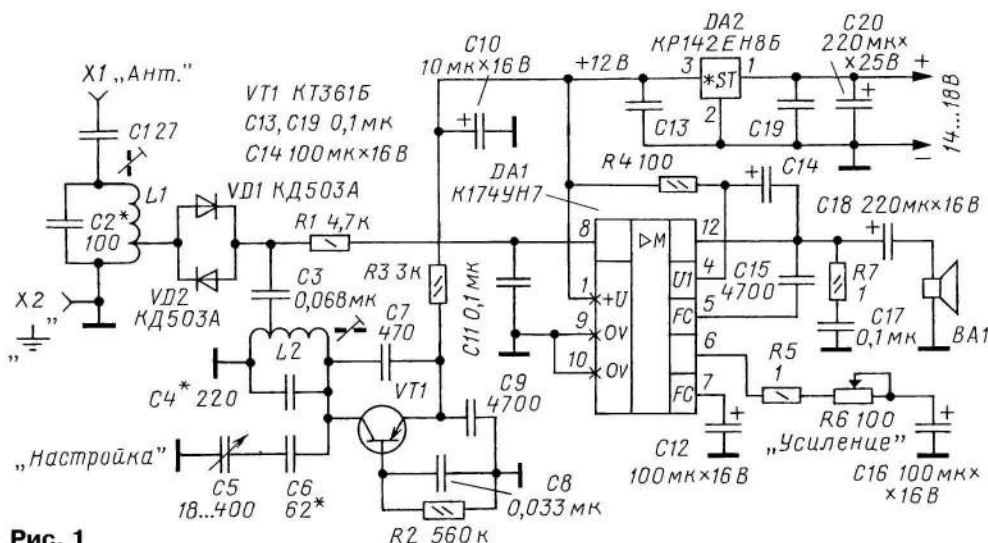 X1 „Ант."
C1 27
C2*
100
L1
X2
„ "
VT1 КТ361Б
C13, C19 0,1 мк
C14 100 мк×16 В
VD1 КД503А
VD2
КД503А
R1 4,7 к
C3
0,068 мк
L2
C4* 220
„Настройка"
C5
18...400
C6
62*
C7
470
R3 3 к
VT1
C9
4700
C8
0,033 мк
R2 560 к
C10
10 мк×16 В
+12 В
C11 0,1 мк
DA1
К174УН7
8
1
9
10
+U
0V
0V
▷M
U1
FC
FC
12
4
5
6
7
R4 100
C13
DA2
КР142ЕН8Б
3
*ST
1
2
C19
C20
220 мк×
×25 В
+
14...18 В
–
C14
+
C15
4700
C18 220 мк×16 В
R7
1
C17
0,1 мк
BA1
R5
1
R6 100
„Усиление"
C12
100 мк×16 В
C16 100 мк×
×16 В
Рис. 1